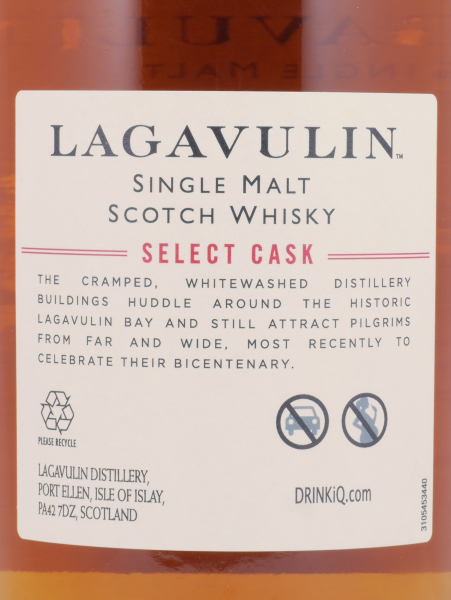 LAGAVULIN™
SINGLE MALT
SCOTCH WHISKY
SELECT CASK
THE CRAMPED, WHITEWASHED DISTILLERY
BUILDINGS HUDDLE AROUND THE HISTORIC
LAGAVULIN BAY AND STILL ATTRACT PILGRIMS
FROM FAR AND WIDE, MOST RECENTLY TO
CELEBRATE THEIR BICENTENARY.
PLEASE RECYCLE
LAGAVULIN DISTILLERY,
PORT ELLEN, ISLE OF ISLAY,
PA42 7DZ, SCOTLAND
DRINKiQ.com
3105453440